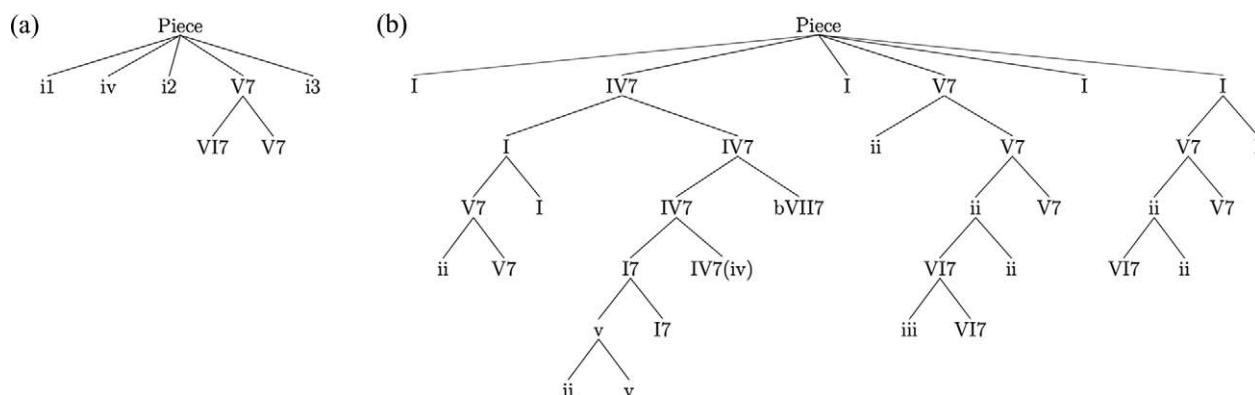 (a) Piece (b) Piece
i1 iv i2 V7 i3 I IV7 I V7 I I
VI7 V7 I IV7 ii V7 V7
V7 I IV7 bVII7 ii V7 ii V7
ii V7 I7 IV7(iv) VI7 ii VI7 ii
v I7 iii VI7
ii v